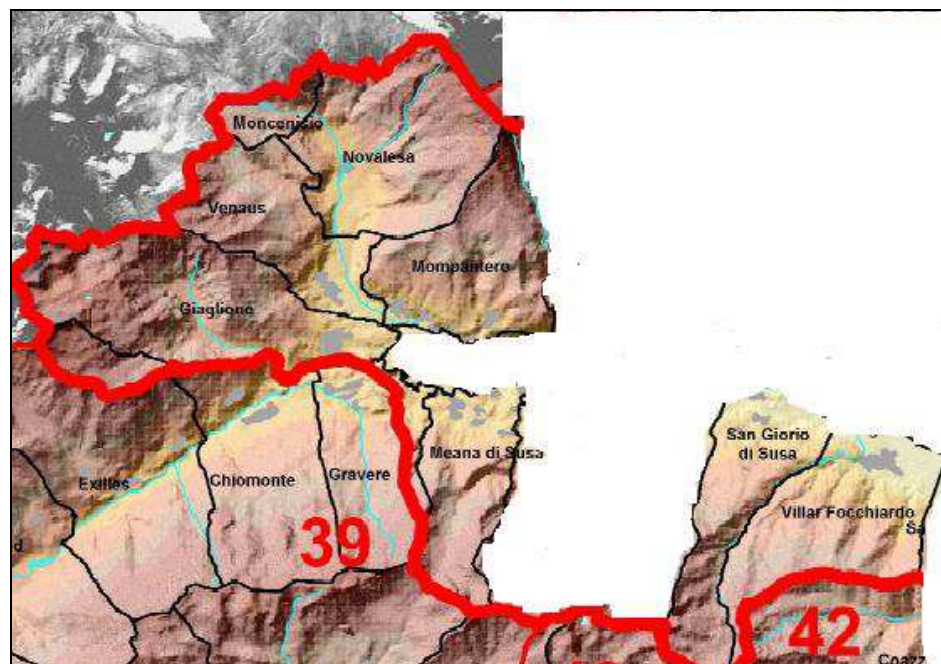 Moncenisio
Novalesa
Venaus
Mompantero
Giaglione
San Giorio
di Susa
Meana di Susa
Exilles
Chiomonte
Gravere
Villar Focchiardo
39
42